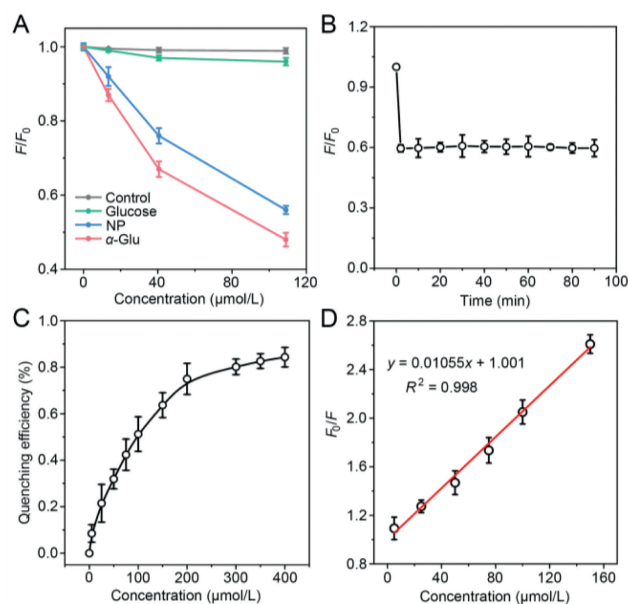 A
1.0
0.8
0.6
0.4
F/F₀
Control
Glucose
NP
α-Glu
0
40
80
120
Concentration (μmol/L)
B
1.2
0.9
0.6
0.3
0.0
F/F₀
0
20
40
60
80
100
Time (min)
C
1.0
0.8
0.6
0.4
0.2
0.0
Quenching efficiency (%)
0
100
200
300
400
Concentration (μmol/L)
D
2.8
2.4
2.0
1.6
1.2
0.8
F₀/F
y = 0.01055x + 1.001
R² = 0.998
0
40
80
120
160
Concentration (μmol/L)